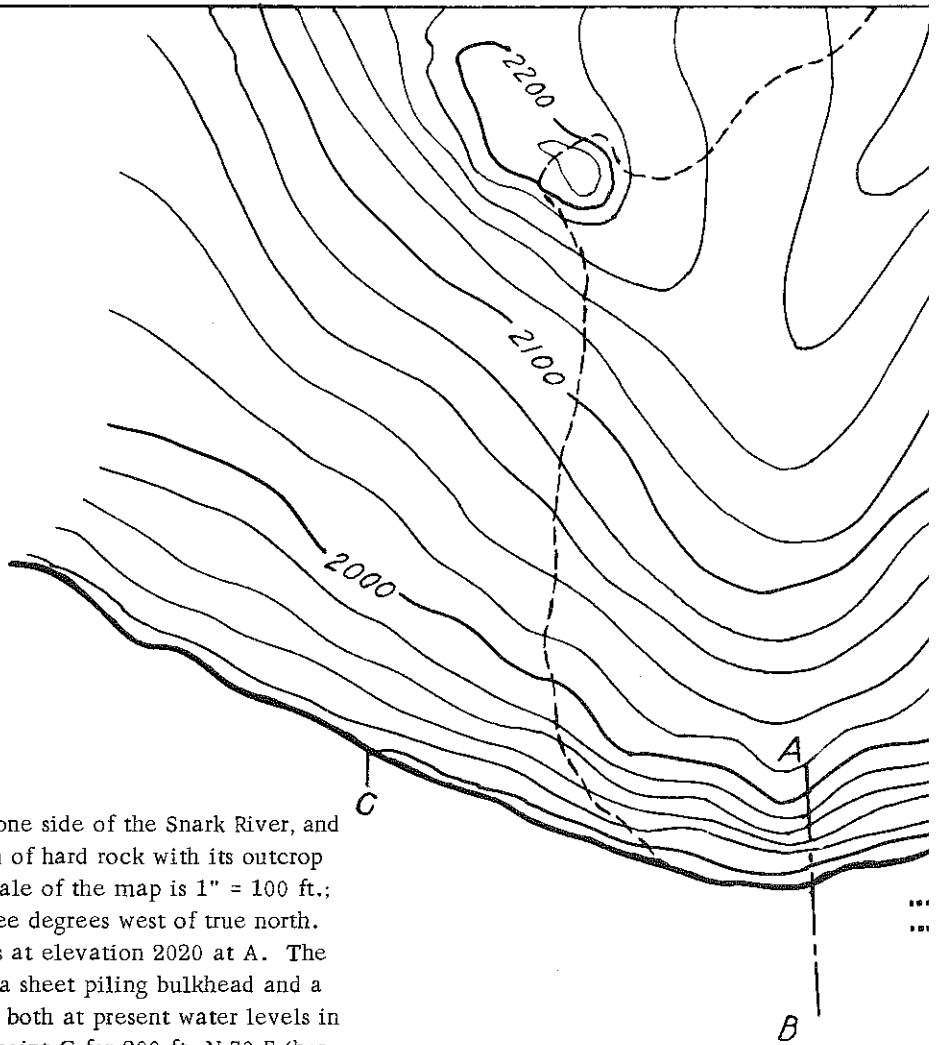 2200
2100
2000
A
C
B
one side of the Snark River, and
of hard rock with its outcrop
ale of the map is 1" = 100 ft.;
ee degrees west of true north.
s at elevation 2020 at A. The
a sheet piling bulkhead and a
both at present water levels in